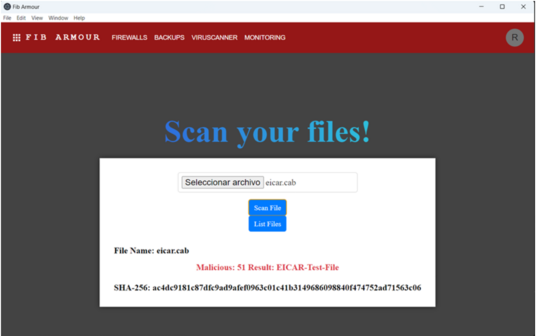 Fib Armour
File Edit View Window Help
FIB ARMOUR FIREWALLS BACKUPS VIRUSCANNER MONITORING R
Scan your files!
Seleccionar archivo eicar.cab
Scan File
List Files
File Name: eicar.cab
Malicious: 51 Result: EICAR-Test-File
SHA-256: ac4dc9181c87dfc9ad9afef0963c01c41b3149686098840f474752ad71563c06